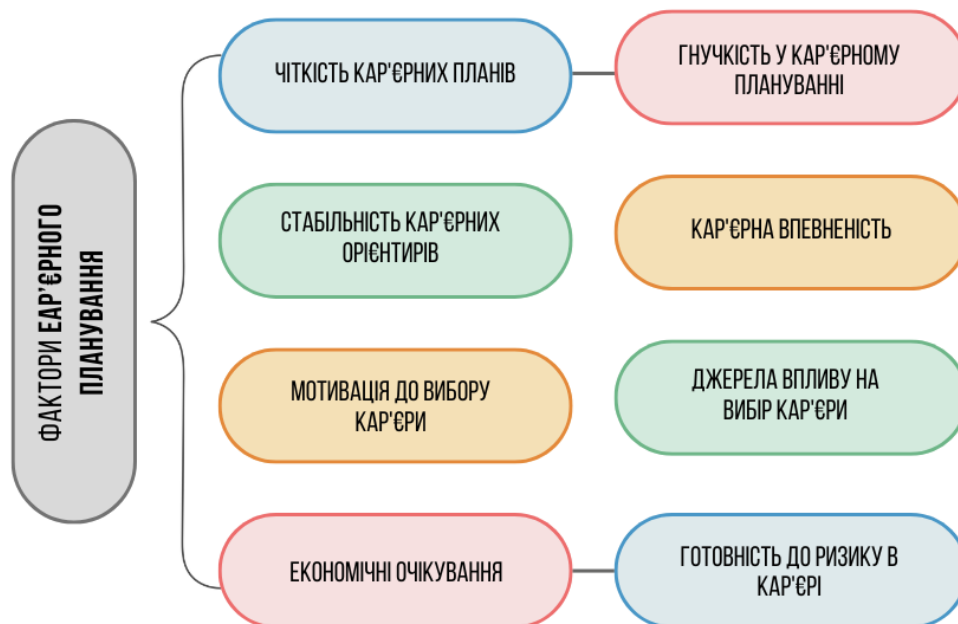 ФАКТОРИ ЕАР'ЄРНОГО
ПЛАНУВАННЯ
ЧІТКІСТЬ КАР'ЄРНИХ ПЛАНІВ
ГНУЧКІСТЬ У КАР'ЄРНОМУ
ПЛАНУВАННІ
СТАБІЛЬНІСТЬ КАР'ЄРНИХ
ОРІЄНТИРІВ
КАР'ЄРНА ВПЕВНЕНІСТЬ
МОТИВАЦІЯ ДО ВИБОРУ
КАР'ЄРИ
ДЖЕРЕЛА ВПЛИВУ НА
ВИБІР КАР'ЄРИ
ЕКОНОМІЧНІ ОЧІКУВАННЯ
ГОТОВНІСТЬ ДО РИЗИКУ В
КАР'ЄРІ